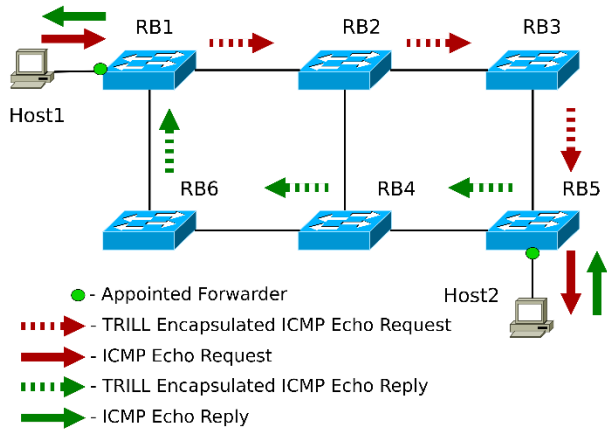 RB1
RB2
RB3
Host1
RB6
RB4
RB5
Host2
- Appointed Forwarder
- TRILL Encapsulated ICMP Echo Request
- ICMP Echo Request
- TRILL Encapsulated ICMP Echo Reply
- ICMP Echo Reply